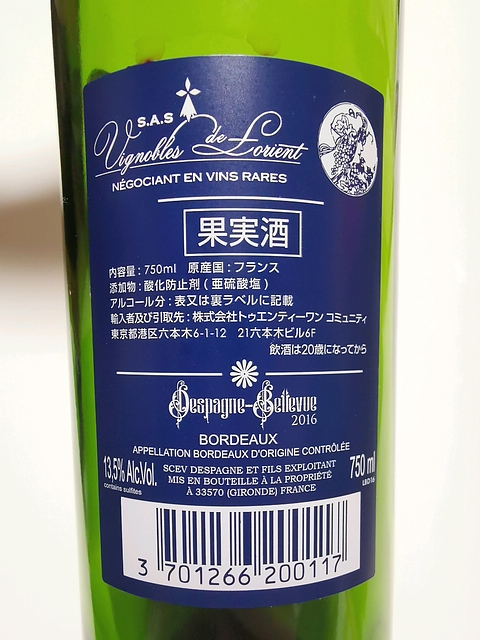 S.A.S
Vignobles de Lorient
NÉGOCIANT EN VINS RARES
果実酒
内容量：750ml 原産国：フランス
添加物：酸化防止剤（亜硫酸塩）
アルコール分：表又は裏ラベルに記載
輸入者及び引取先：株式会社トゥエンティーワン コミュニティ
東京都港区六本木6-1-12 21六本木ビル6F
飲酒は20歳になってから
Despagne-Bellevue
2016
BORDEAUX
APPELLATION BORDEAUX D'ORIGINE CONTRÔLÉE
13,5% Alc.Vol.
contains sulfites
SCEV DESPAGNE ET FILS EXPLOITANT
MIS EN BOUTEILLE À LA PROPRIÉTÉ
À 33570 (GIRONDE) FRANCE
750 ml
3 701266 200117